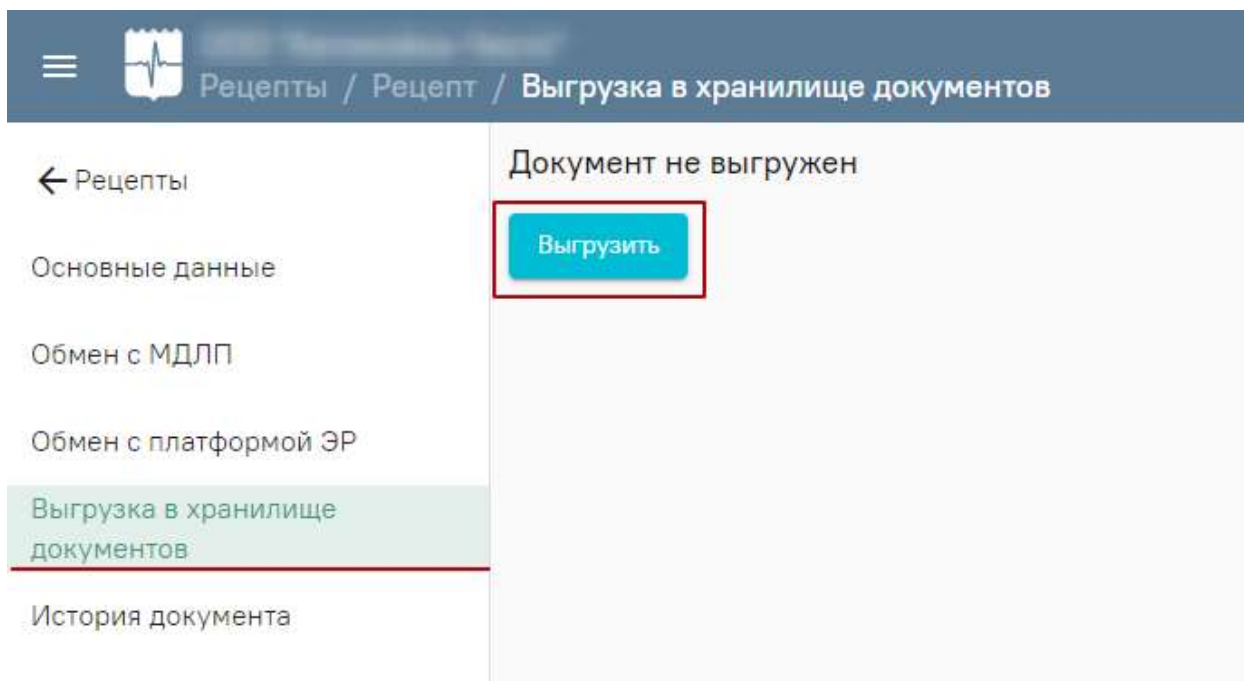 Рецепты / Рецепт / Выгрузка в хранилище документов
← Рецепты
Основные данные
Обмен с МДЛП
Обмен с платформой ЭР
Выгрузка в хранилище
документов
История документа
Документ не выгружен
Выгрузить